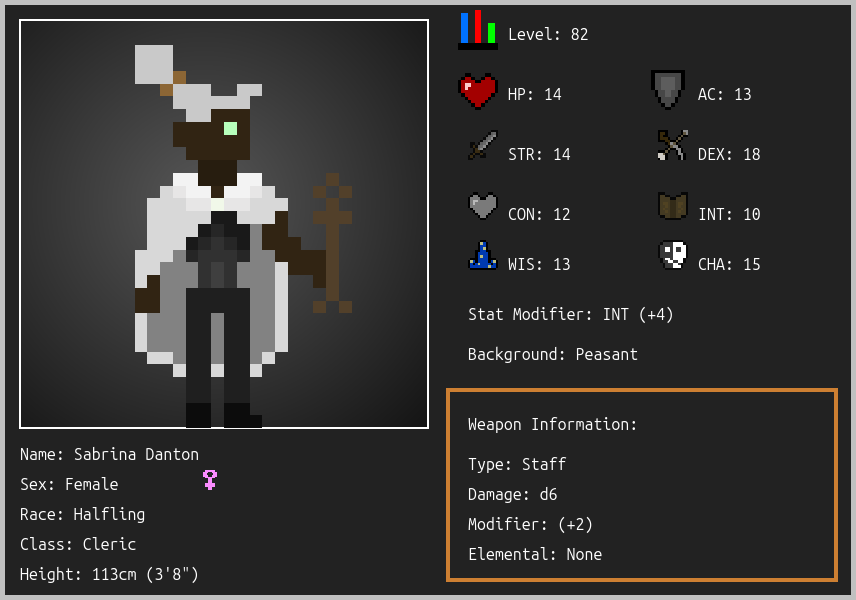 Level: 82
HP: 14
AC: 13
STR: 14
DEX: 18
CON: 12
INT: 10
WIS: 13
CHA: 15
Stat Modifier: INT (+4)
Background: Peasant
Weapon Information:
Type: Staff
Damage: d6
Modifier: (+2)
Elemental: None
Name: Sabrina Danton
Sex: Female
Race: Halfling
Class: Cleric
Height: 113cm (3'8")